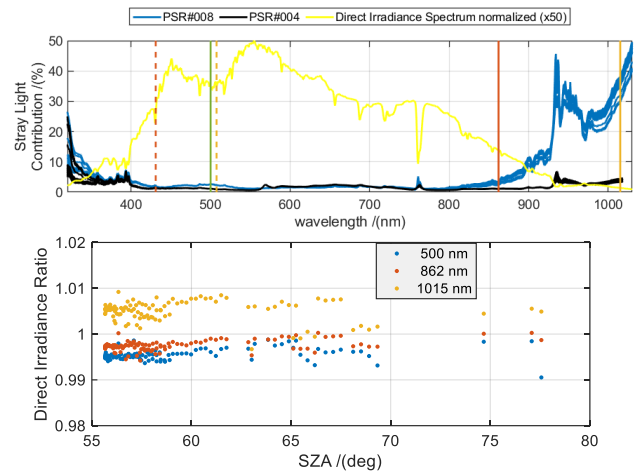 PSR#008 PSR#004 Direct Irradiance Spectrum normalized (x50)
50
40
30
20
10
0
Stray Light
Contribution /(%)
400 500 600 700 800 900 1000
wavelength /(nm)
1.02
1.01
1
0.99
0.98
Direct Irradiance Ratio
500 nm
862 nm
1015 nm
55 60 65 70 75 80
SZA /(deg)